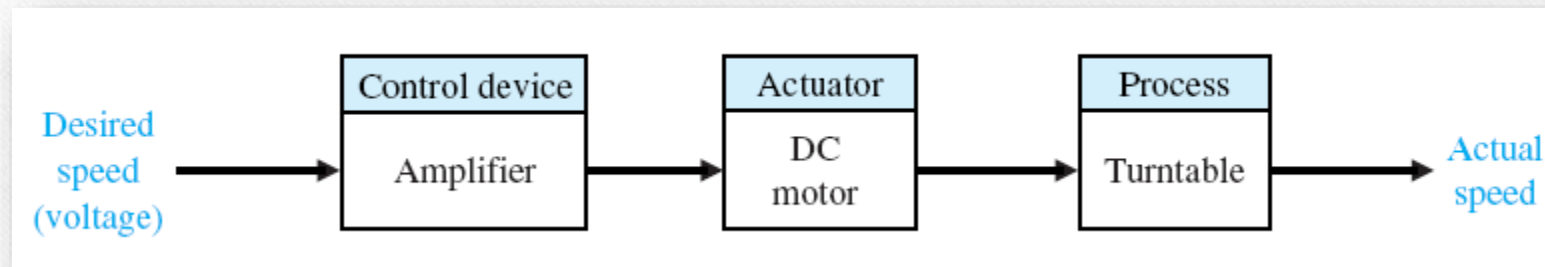 Desired
speed
(voltage)
Control device
Amplifier
Actuator
DC
motor
Process
Turntable
Actual
speed